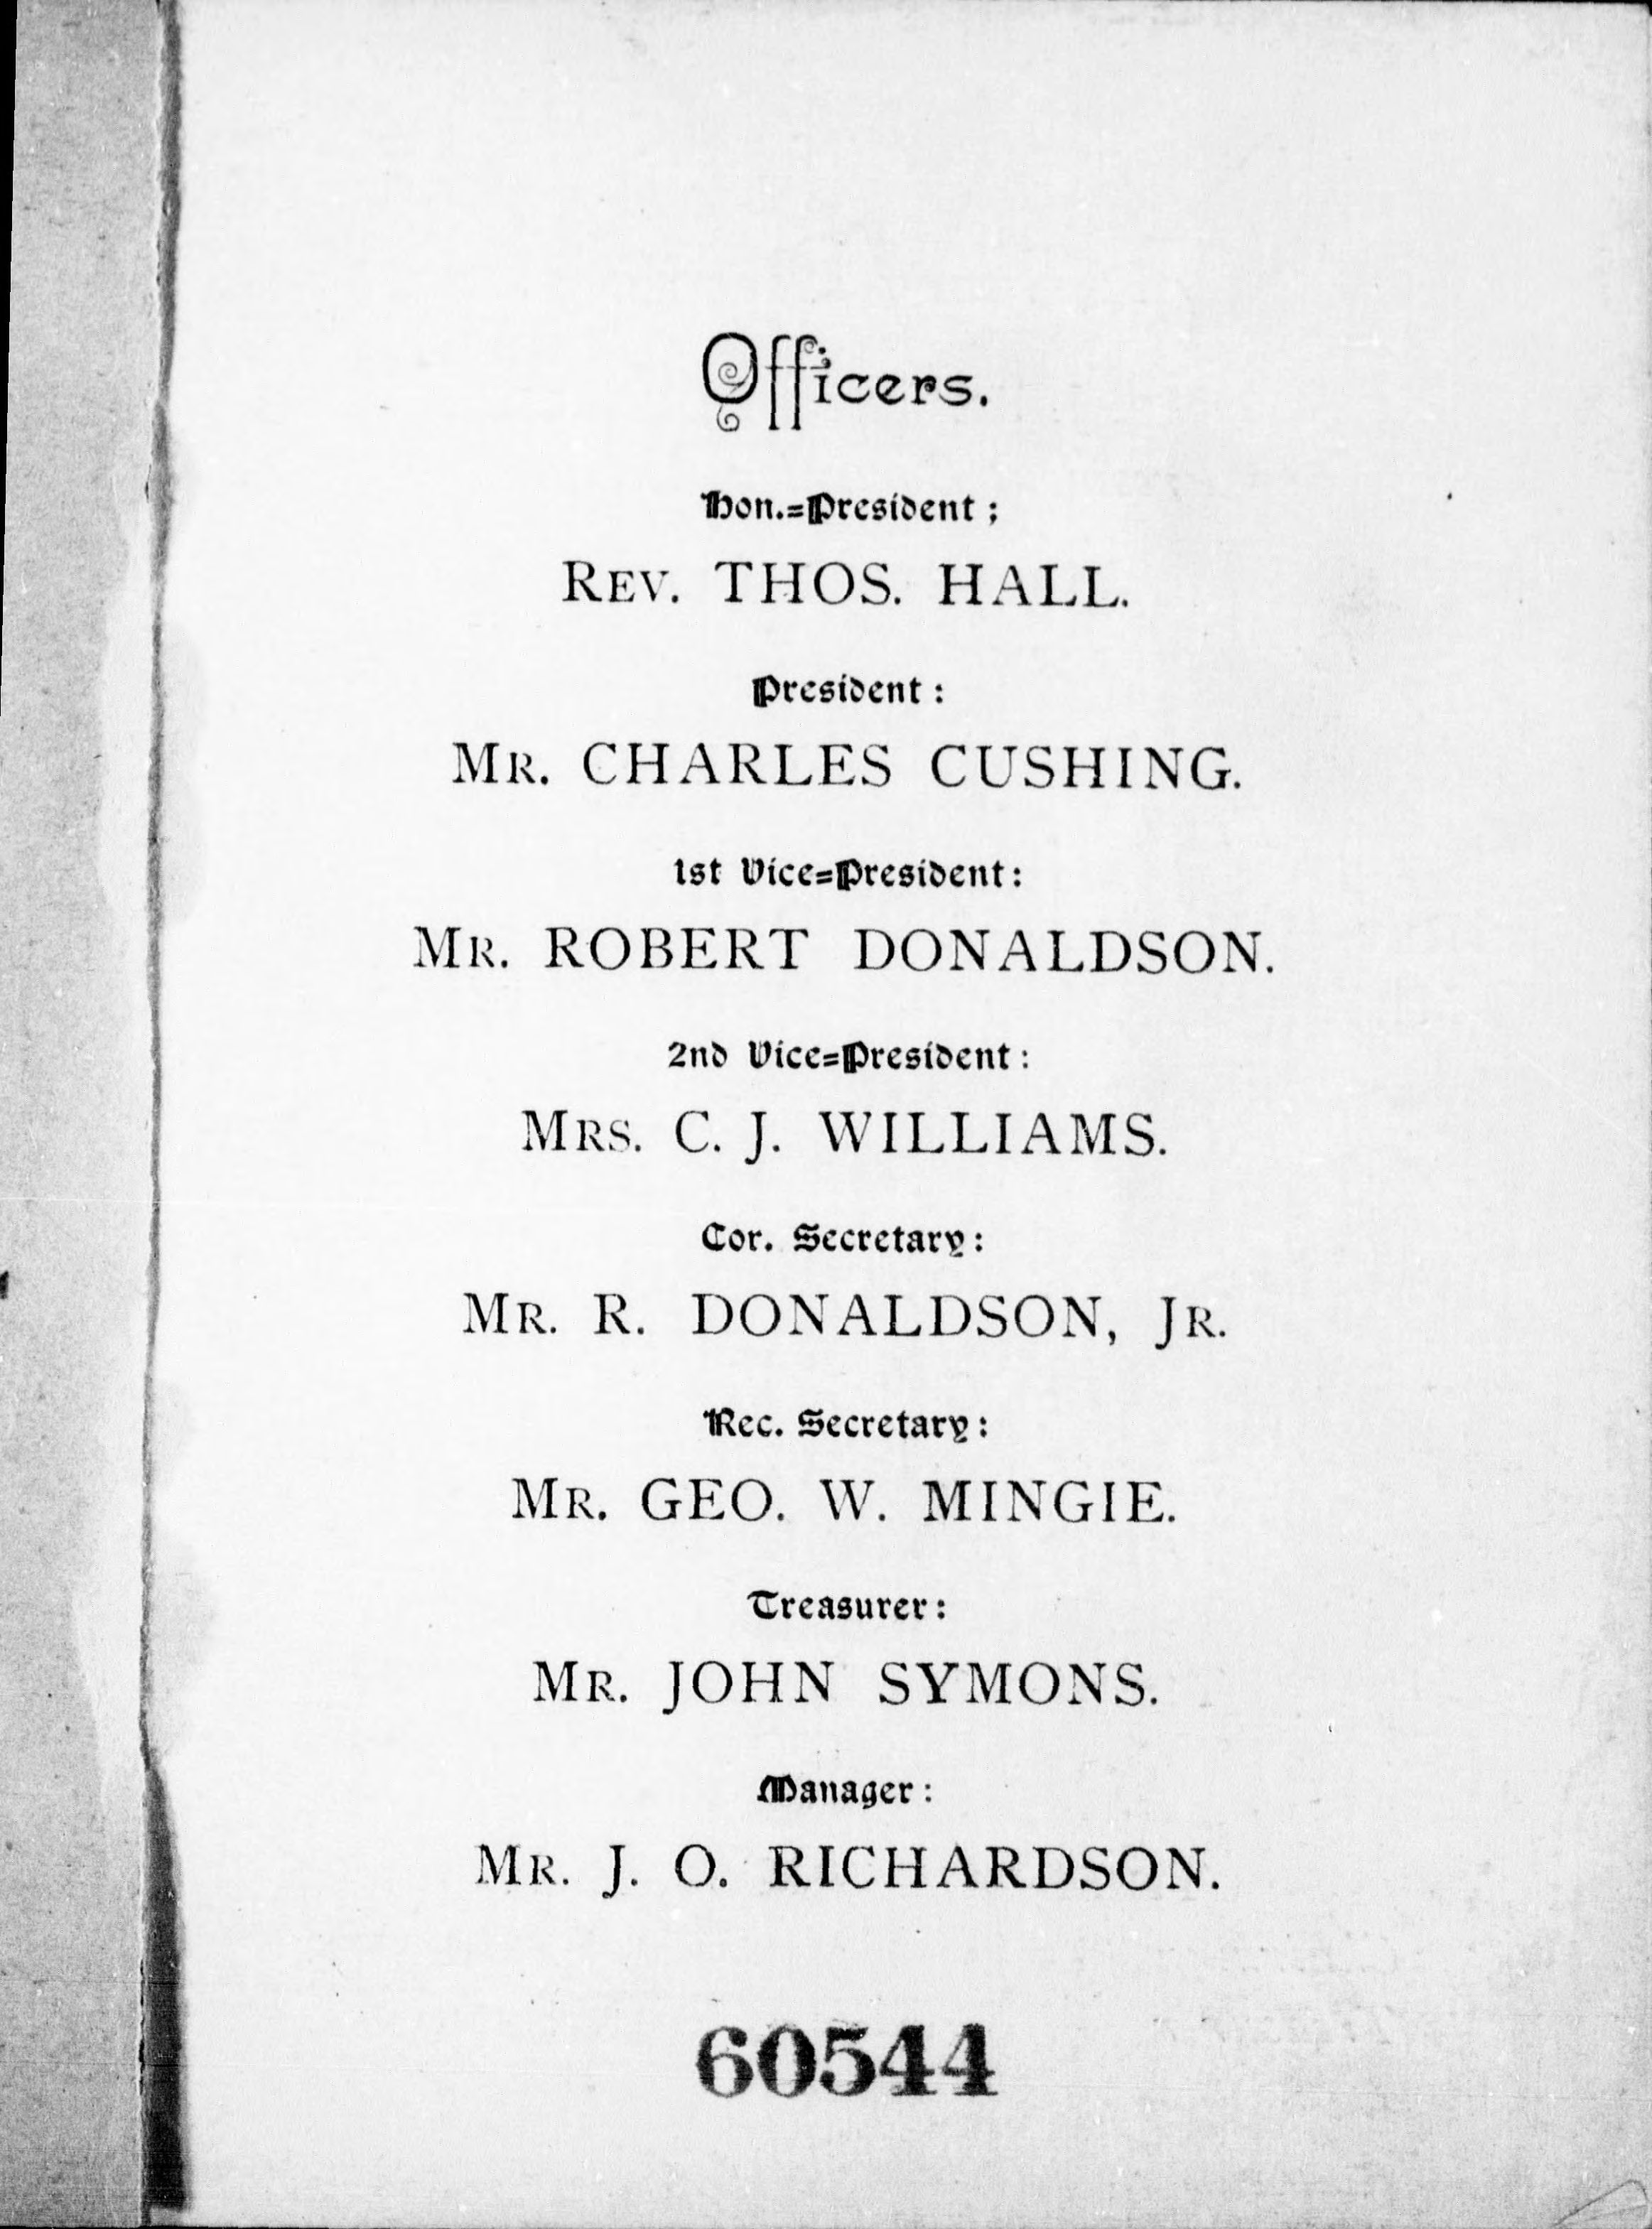 Officers.
Hon.=President ;
REV. THOS. HALL.
President :
MR. CHARLES CUSHING.
1st Vice=President :
MR. ROBERT DONALDSON.
2nd Vice=President :
MRS. C. J. WILLIAMS.
Cor. Secretary :
MR. R. DONALDSON, JR.
Rec. Secretary :
MR. GEO. W. MINGIE.
Treasurer :
MR. JOHN SYMONS.
Manager :
MR. J. O. RICHARDSON.
60544